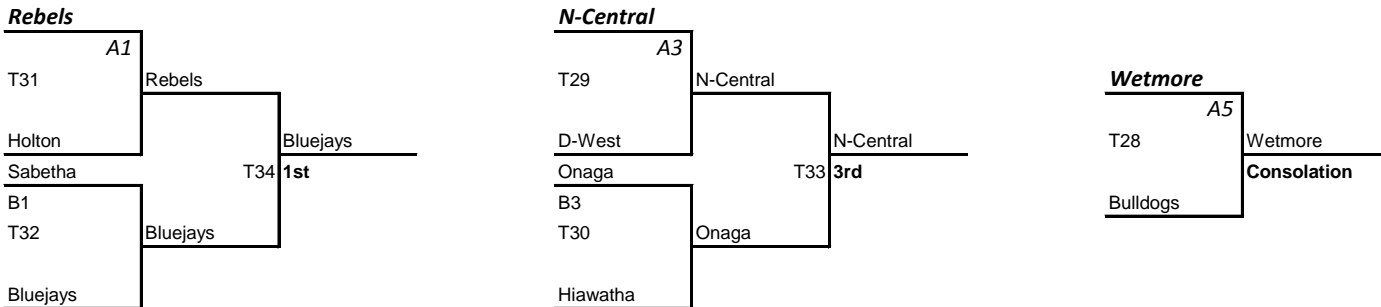 Rebels
A1
T31
Rebels
Holton
Bluejays
Sabetha
T34 1st
B1
T32
Bluejays
Bluejays
N-Central
A3
T29
N-Central
D-West
N-Central
Onaga
T33 3rd
B3
T30
Onaga
Hiawatha
Wetmore
A5
T28
Wetmore
Consolation
Bulldogs